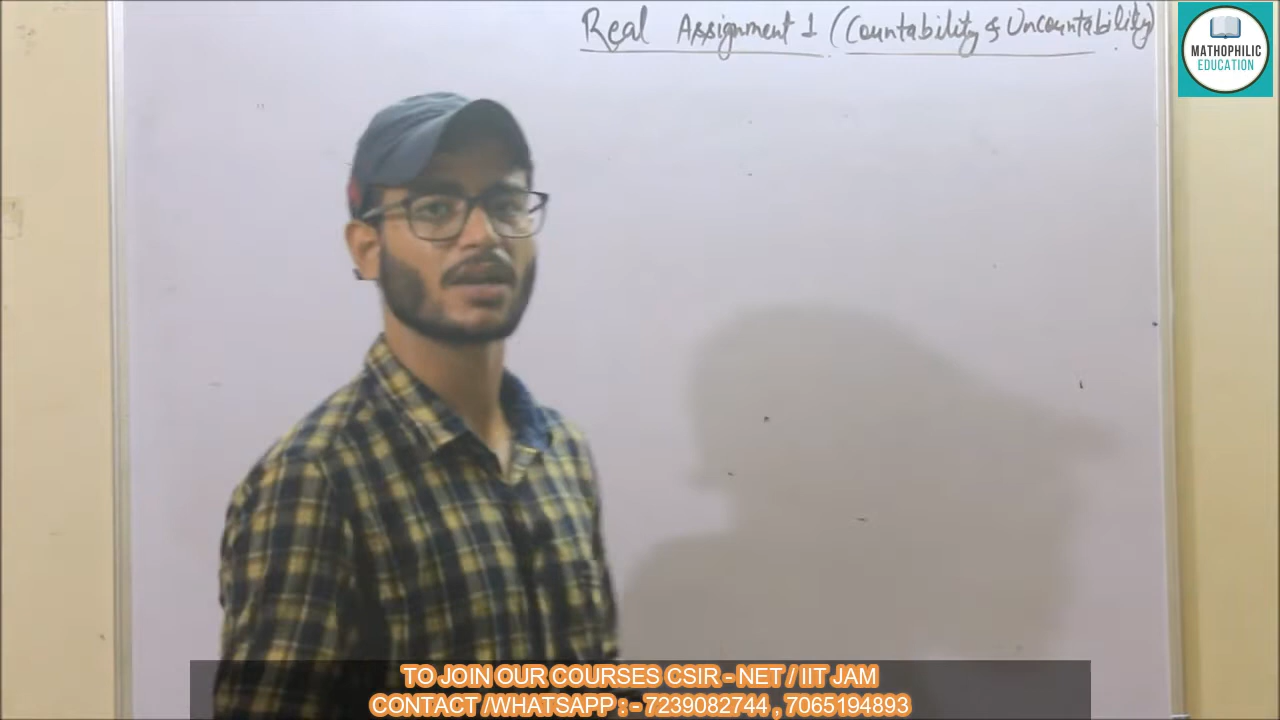 Real Assignment 1 (Countability & Uncountability)
MATHOPHILIC
EDUCATION
TO JOIN OUR COURSES CSIR - NET / IIT JAM
CONTACT /WHATSAPP : - 7239082744 , 7065194893